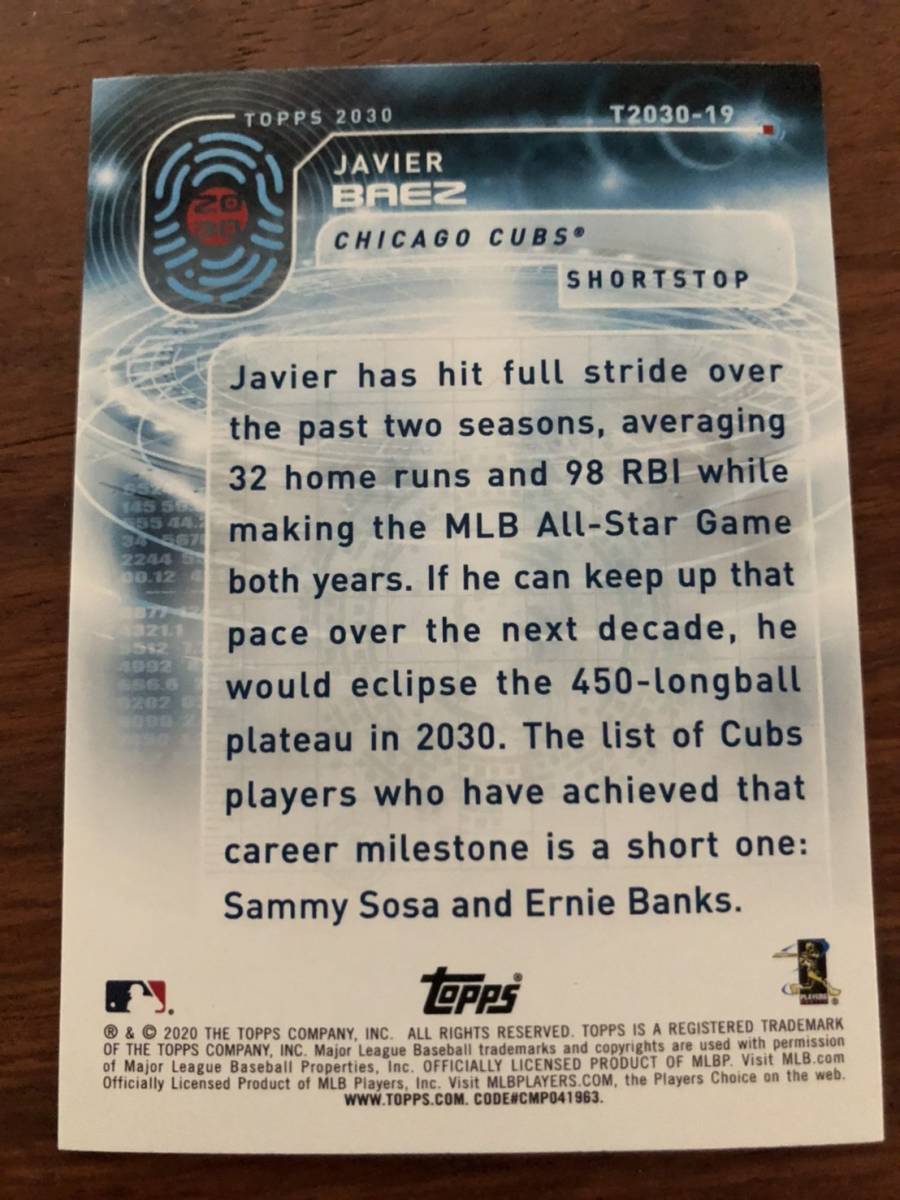 TOPPS 2030
T2030-19
2030
JAVIER
BAEZ
CHICAGO CUBS®
SHORTSTOP
Javier has hit full stride over
the past two seasons, averaging
32 home runs and 98 RBI while
making the MLB All-Star Game
both years. If he can keep up that
pace over the next decade, he
would eclipse the 450-longball
plateau in 2030. The list of Cubs
players who have achieved that
career milestone is a short one:
Sammy Sosa and Ernie Banks.
topps®
PLAYERS
® & © 2020 THE TOPPS COMPANY, INC. ALL RIGHTS RESERVED. TOPPS IS A REGISTERED TRADEMARK
OF THE TOPPS COMPANY, INC. Major League Baseball trademarks and copyrights are used with permission
of Major League Baseball Properties, Inc. OFFICIALLY LICENSED PRODUCT OF MLBP. Visit MLB.com
Officially Licensed Product of MLB Players, Inc. Visit MLBPLAYERS.COM, the Players Choice on the web.
WWW.TOPPS.COM. CODE#CMP041963.